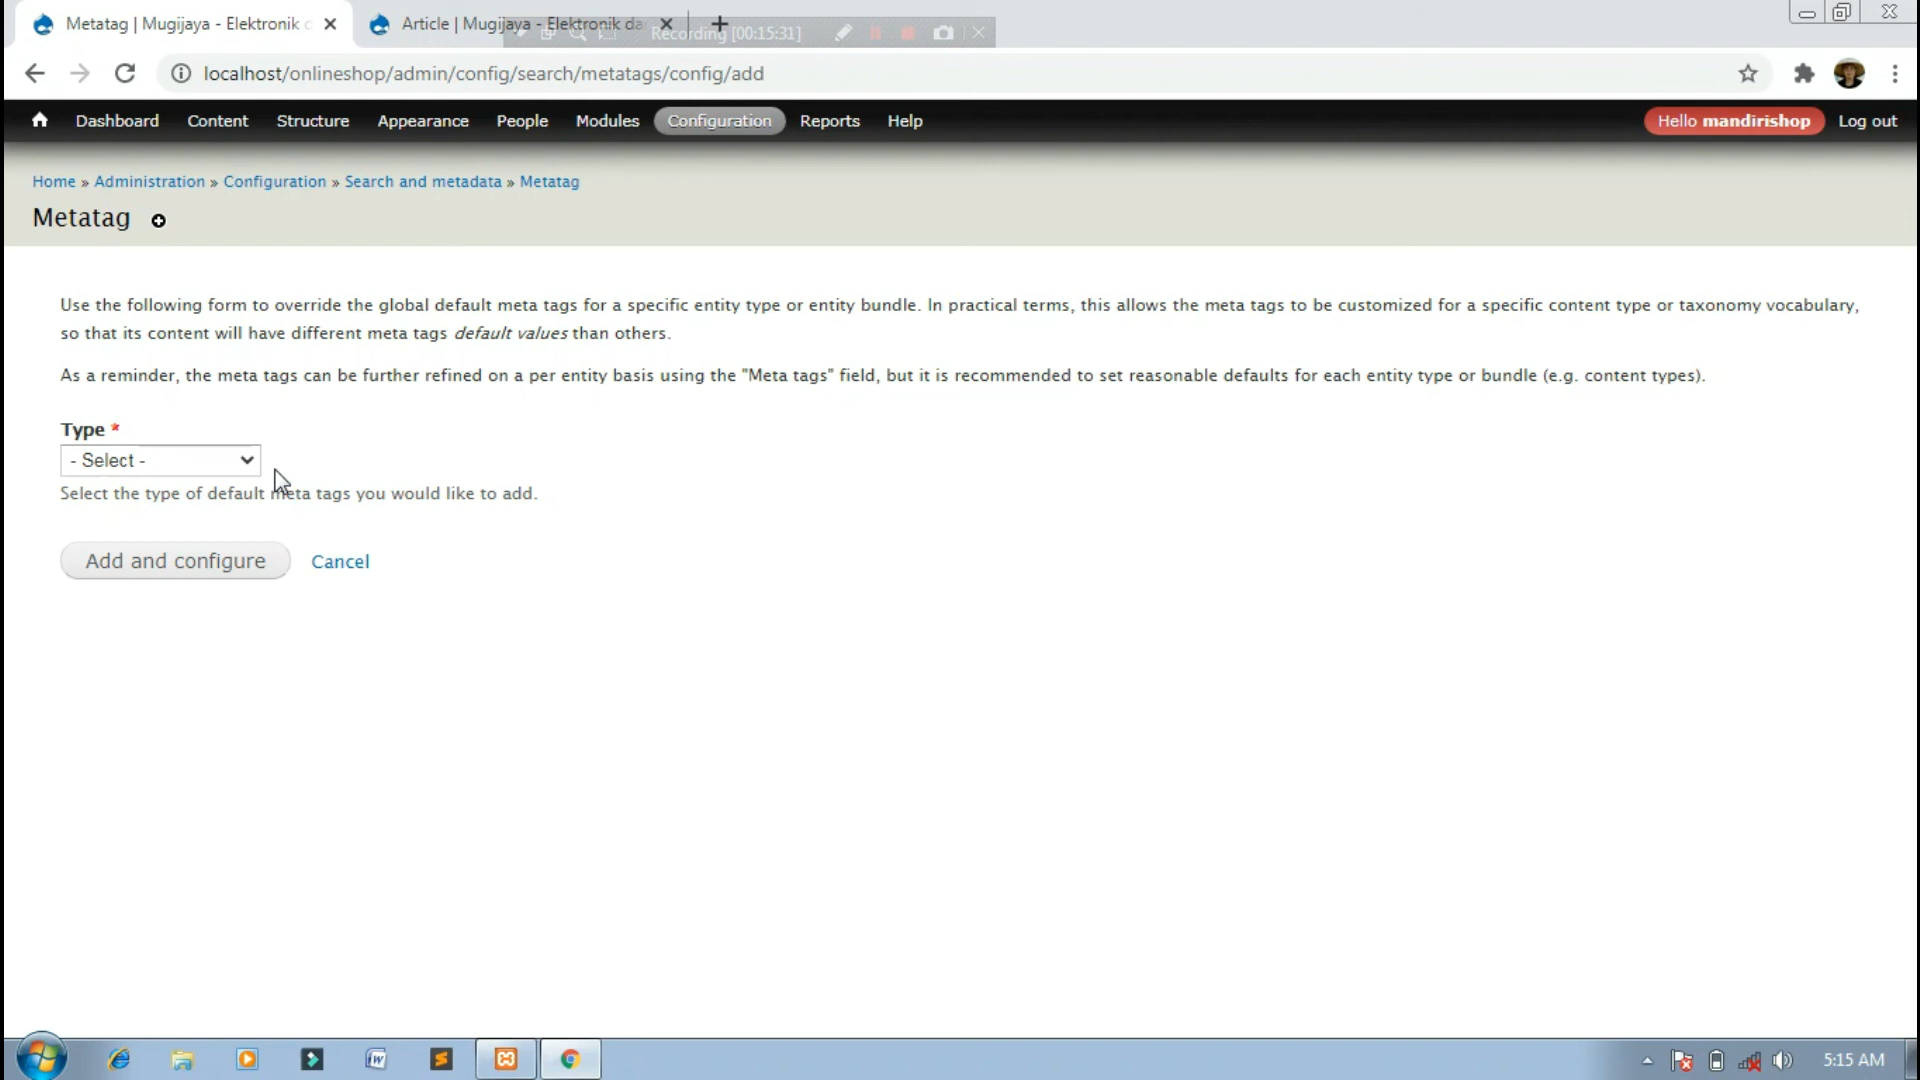 Metatag | Mugijaya - Elektronik d
Article | Mugijaya - Elektronik da
Recording [00:15:31]
localhost/onlineshop/admin/config/search/metatags/config/add
Dashboard Content Structure Appearance People Modules Configuration Reports Help Hello mandirishop Log out
Home » Administration » Configuration » Search and metadata » Metatag
Metatag
Use the following form to override the global default meta tags for a specific entity type or entity bundle. In practical terms, this allows the meta tags to be customized for a specific content type or taxonomy vocabulary,
so that its content will have different meta tags default values than others.
As a reminder, the meta tags can be further refined on a per entity basis using the "Meta tags" field, but it is recommended to set reasonable defaults for each entity type or bundle (e.g. content types).
Type *
- Select -
Select the type of default meta tags you would like to add.
Add and configure Cancel
5:15 AM